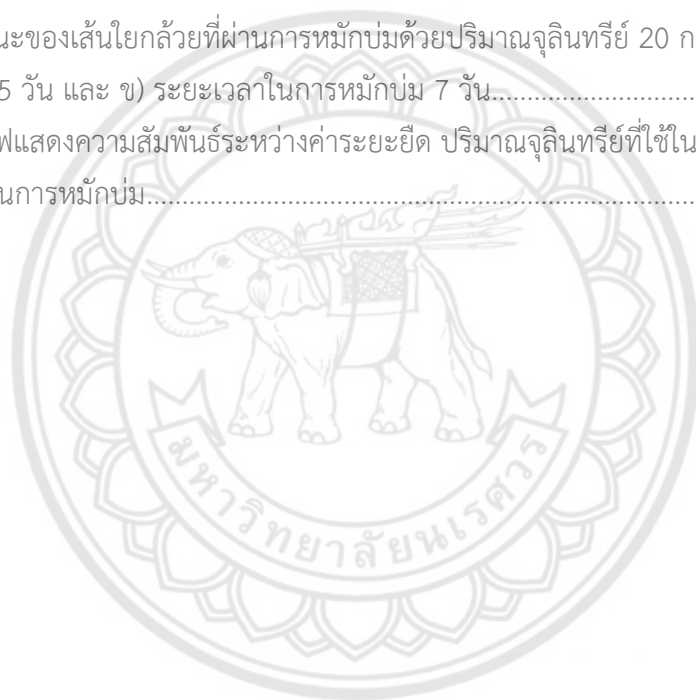 นะของเส้นใยกล้วยที่ผ่านการหมักบ่มด้วยปริมาณจุลินทรีย์ 20 ก
5 วัน และ ข) ระยะเวลาในการหมักบ่ม 7 วัน................................
ฟแสดงความสัมพันธ์ระหว่างค่าระยะยืด ปริมาณจุลินทรีย์ที่ใช้ใน
นการหมักบ่ม................................................................................
มหาวิทยาลัยนเรศวร